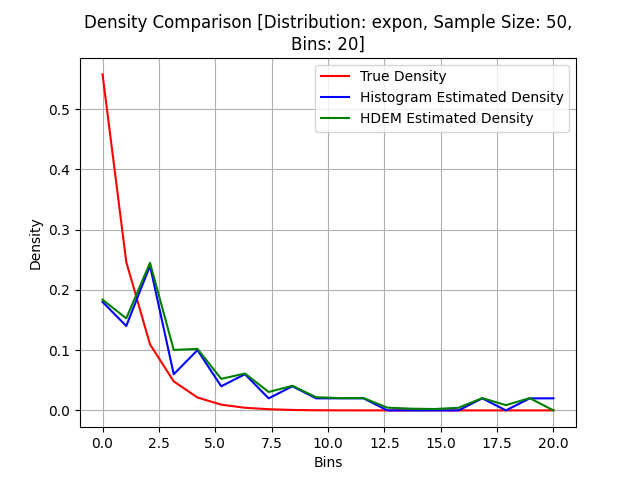 Density Comparison [Distribution: expon, Sample Size: 50,
Bins: 20]
True Density
Histogram Estimated Density
HDEM Estimated Density
0.5
0.4
0.3
0.2
0.1
0.0
Density
0.0 2.5 5.0 7.5 10.0 12.5 15.0 17.5 20.0
Bins